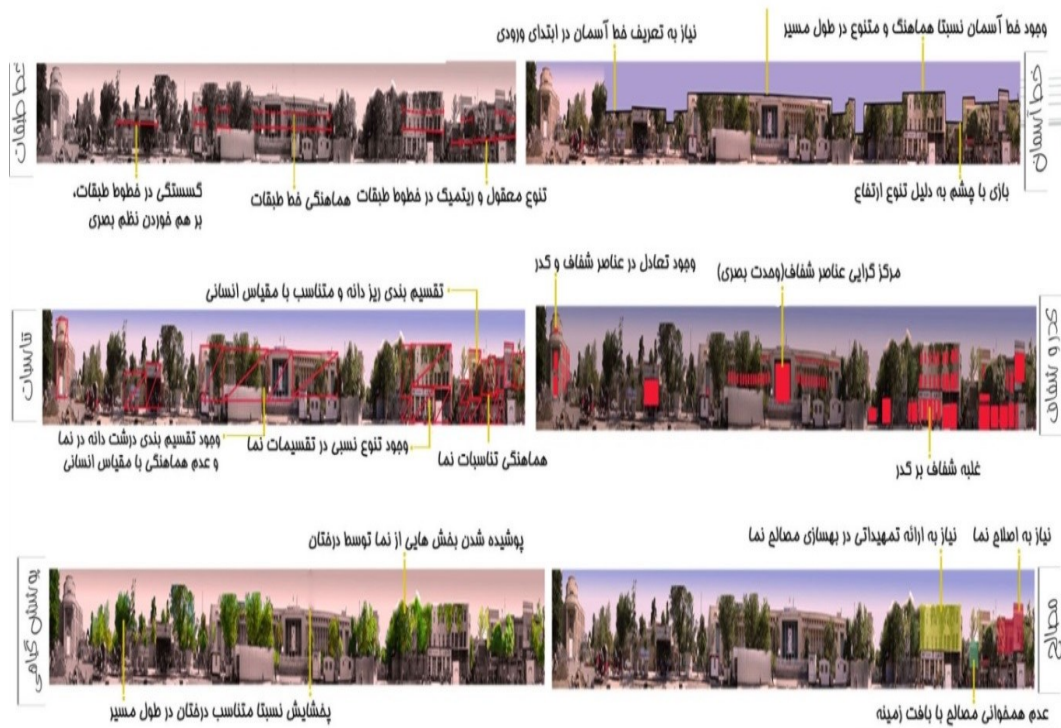 وجود خط آسمان نسبتا هماهنگ و متنوع در طول مسیر
نیاز به تعریف خط آسمان در ابتدای ورودی
خط آسمان
بازی با چشم به دلیل تنوع ارتفاع
خط طبقات
تنوع معقول و ریتمیک در خطوط طبقات
هماهنگی خط طبقات
گسستگی در خطوط طبقات،
بر هم خوردن نظم بصری
وجود تعادل در عناصر شفاف و کدر
مرکز گرایی عناصر شفاف(وحدت بصری)
کدر و شفاف
غلبه شفاف بر کدر
تقسیم بندی ریز دانه و متناسب با مقیاس انسانی
تناسبات
هماهنگی تناسبات نما
وجود تنوع نسبی در تقسیمات نما
وجود تقسیم بندی درشت دانه در نما
و عدم هماهنگی با مقیاس انسانی
نیاز به اصلاح نما
نیاز به ارائه تمهیداتی در بهسازی مصالح نما
مصالح
عدم همخوانی مصالح با بافت زمینه
پوشیده شدن بخش هایی از نما توسط درختان
پوشش گیاهی
پخشایش نسبتا متناسب درختان در طول مسیر